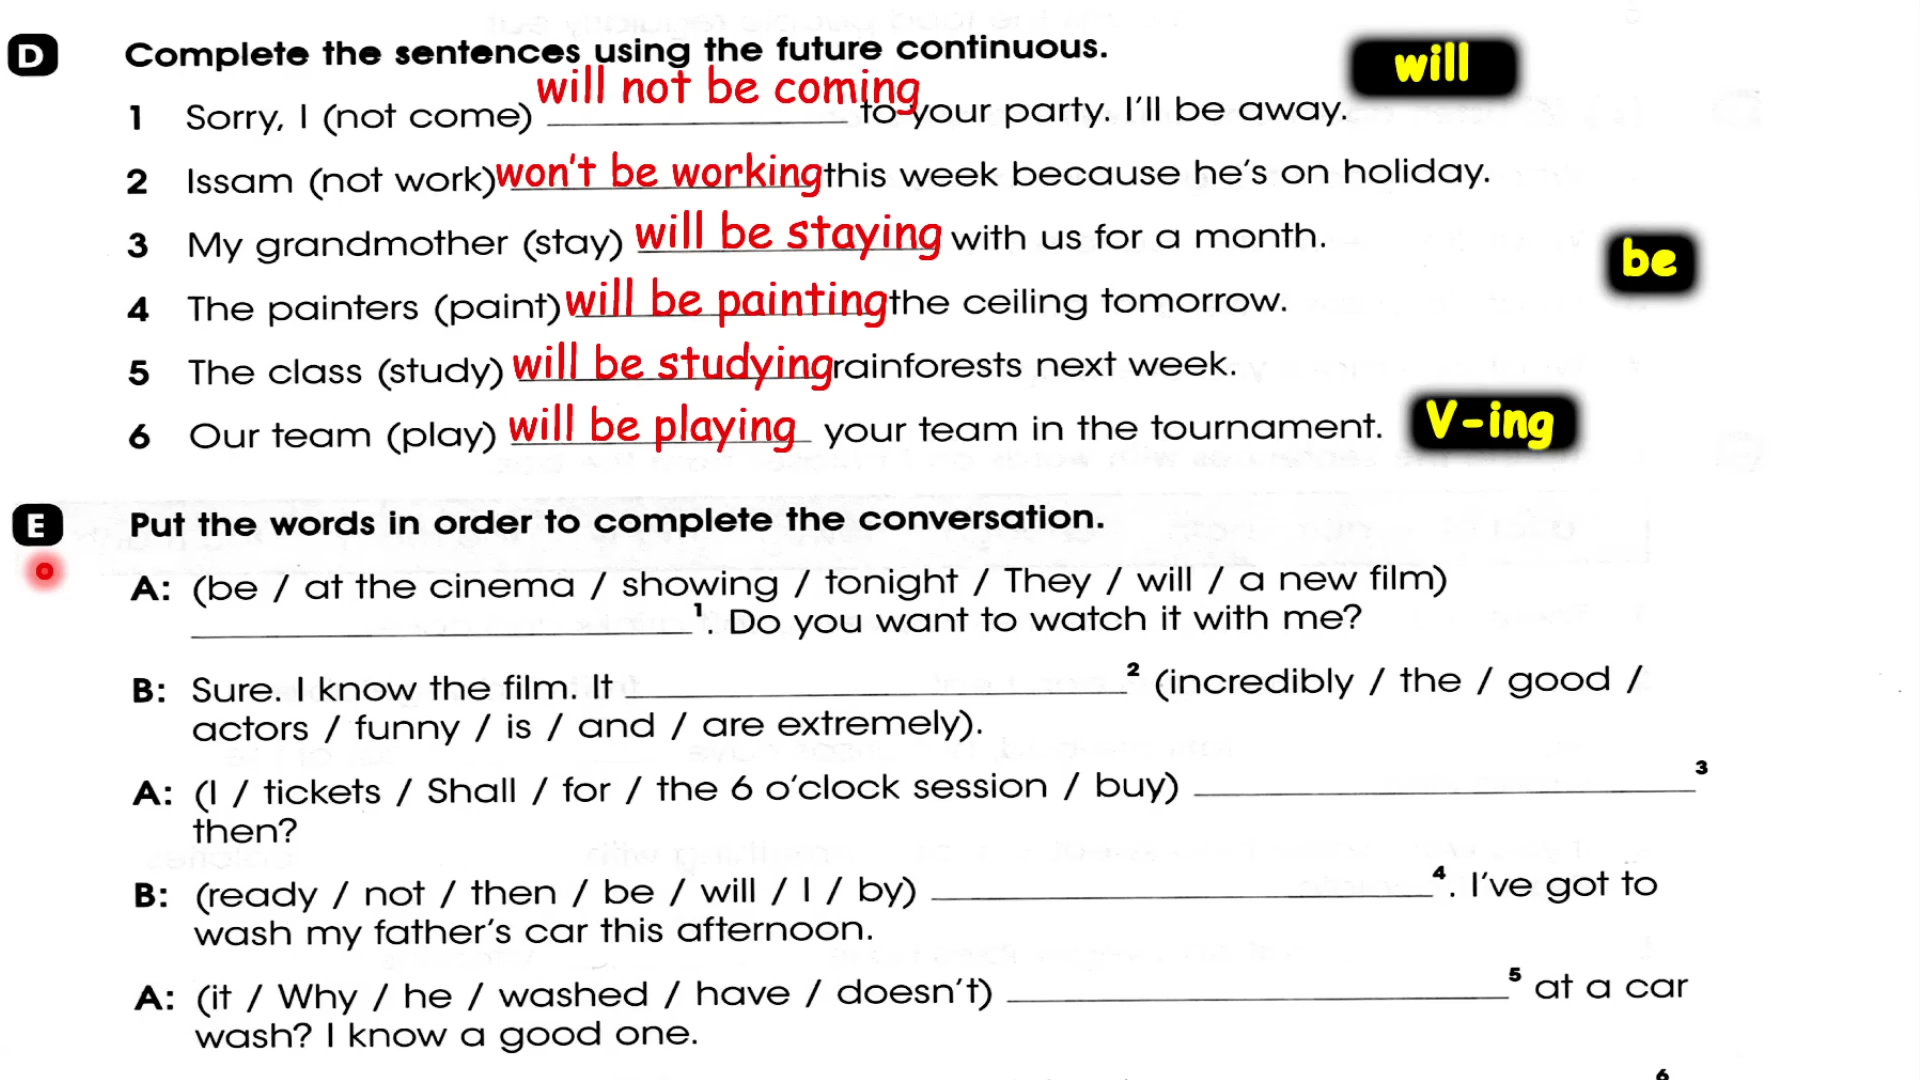 D Complete the sentences using the future continuous.
will
will not be coming
1 Sorry, I (not come) ____________ to your party. I'll be away.
2 Issam (not work) won't be working this week because he's on holiday.
3 My grandmother (stay) will be staying with us for a month.
be
4 The painters (paint) will be painting the ceiling tomorrow.
5 The class (study) will be studying rainforests next week.
6 Our team (play) will be playing your team in the tournament.
V-ing
E Put the words in order to complete the conversation.
A: (be / at the cinema / showing / tonight / They / will / a new film)
____________ 1. Do you want to watch it with me?
B: Sure. I know the film. It ____________ 2 (incredibly / the / good /
actors / funny / is / and / are extremely).
A: (I / tickets / Shall / for / the 6 o'clock session / buy) ____________ 3
then?
B: (ready / not / then / be / will / I / by) ____________ 4. I've got to
wash my father's car this afternoon.
A: (it / Why / he / washed / have / doesn't) ____________ 5 at a car
wash? I know a good one.
6